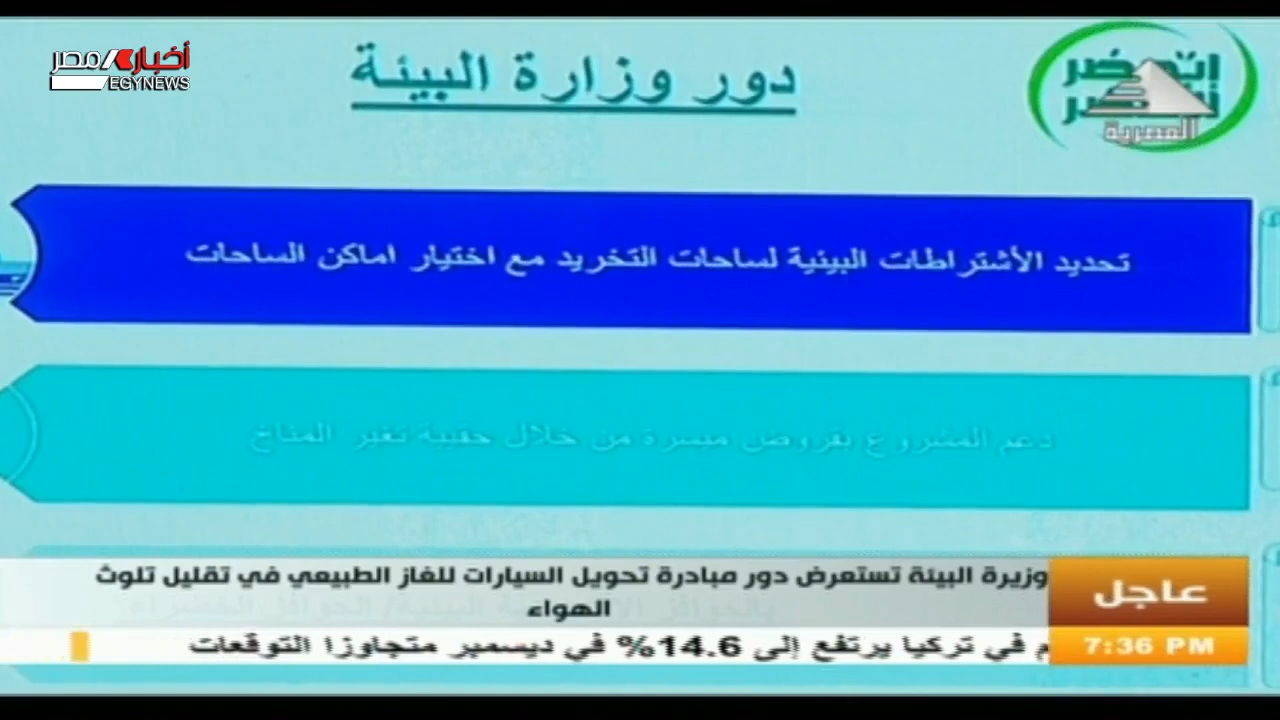 أخبار مصر
EGYNEWS
اتحضر
المصرية
دور وزارة البيئة
تحديد الأشتراطات البيئية لساحات التخريد مع اختيار اماكن الساحات
دعم المشروع بقروض ميسرة من خلال حقيبة تغير المناخ
عاجل
وزيرة البيئة تستعرض دور مبادرة تحويل السيارات للغاز الطبيعي في تقليل تلوث
الهواء
7:36 PM
م في تركيا يرتفع إلى 14.6% في ديسمبر متجاوزا التوقعات